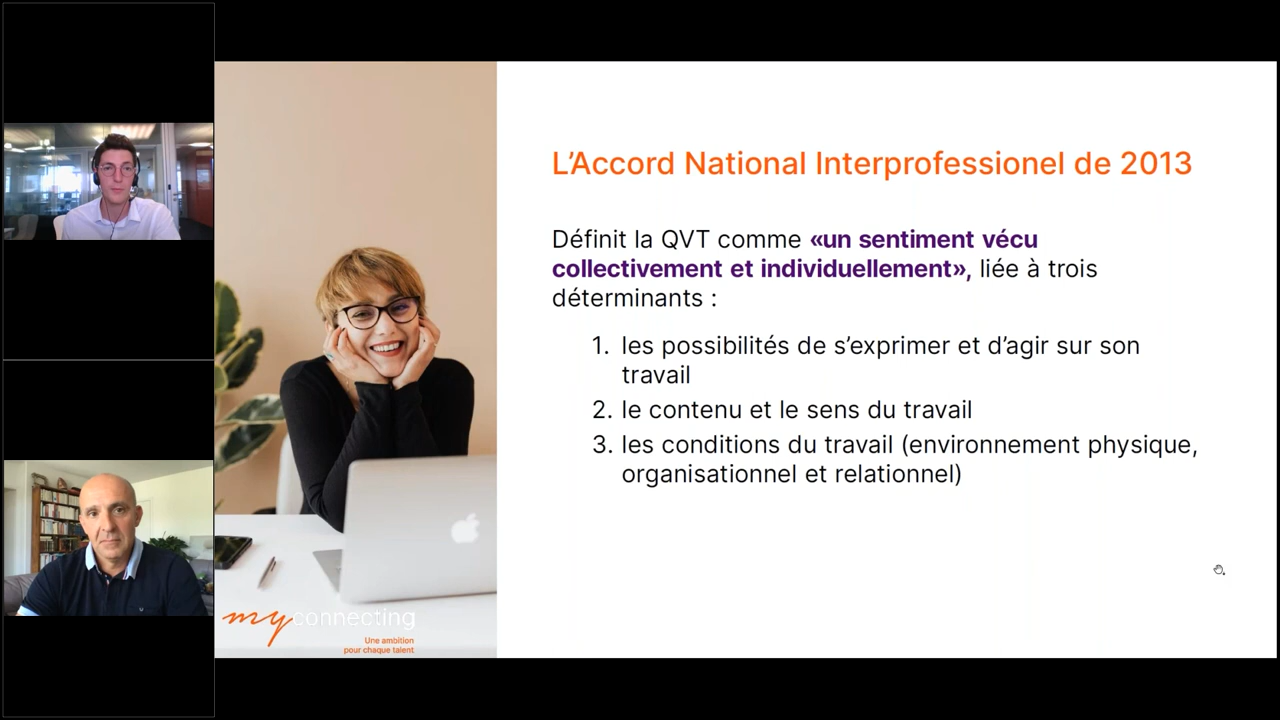 L’Accord National Interprofessionel de 2013
Définit la QVT comme «un sentiment vécu
collectivement et individuellement», liée à trois
déterminants :
1. les possibilités de s’exprimer et d’agir sur son
travail
2. le contenu et le sens du travail
3. les conditions du travail (environnement physique,
organisationnel et relationnel)
myconnecting
Une ambition
pour chaque talent